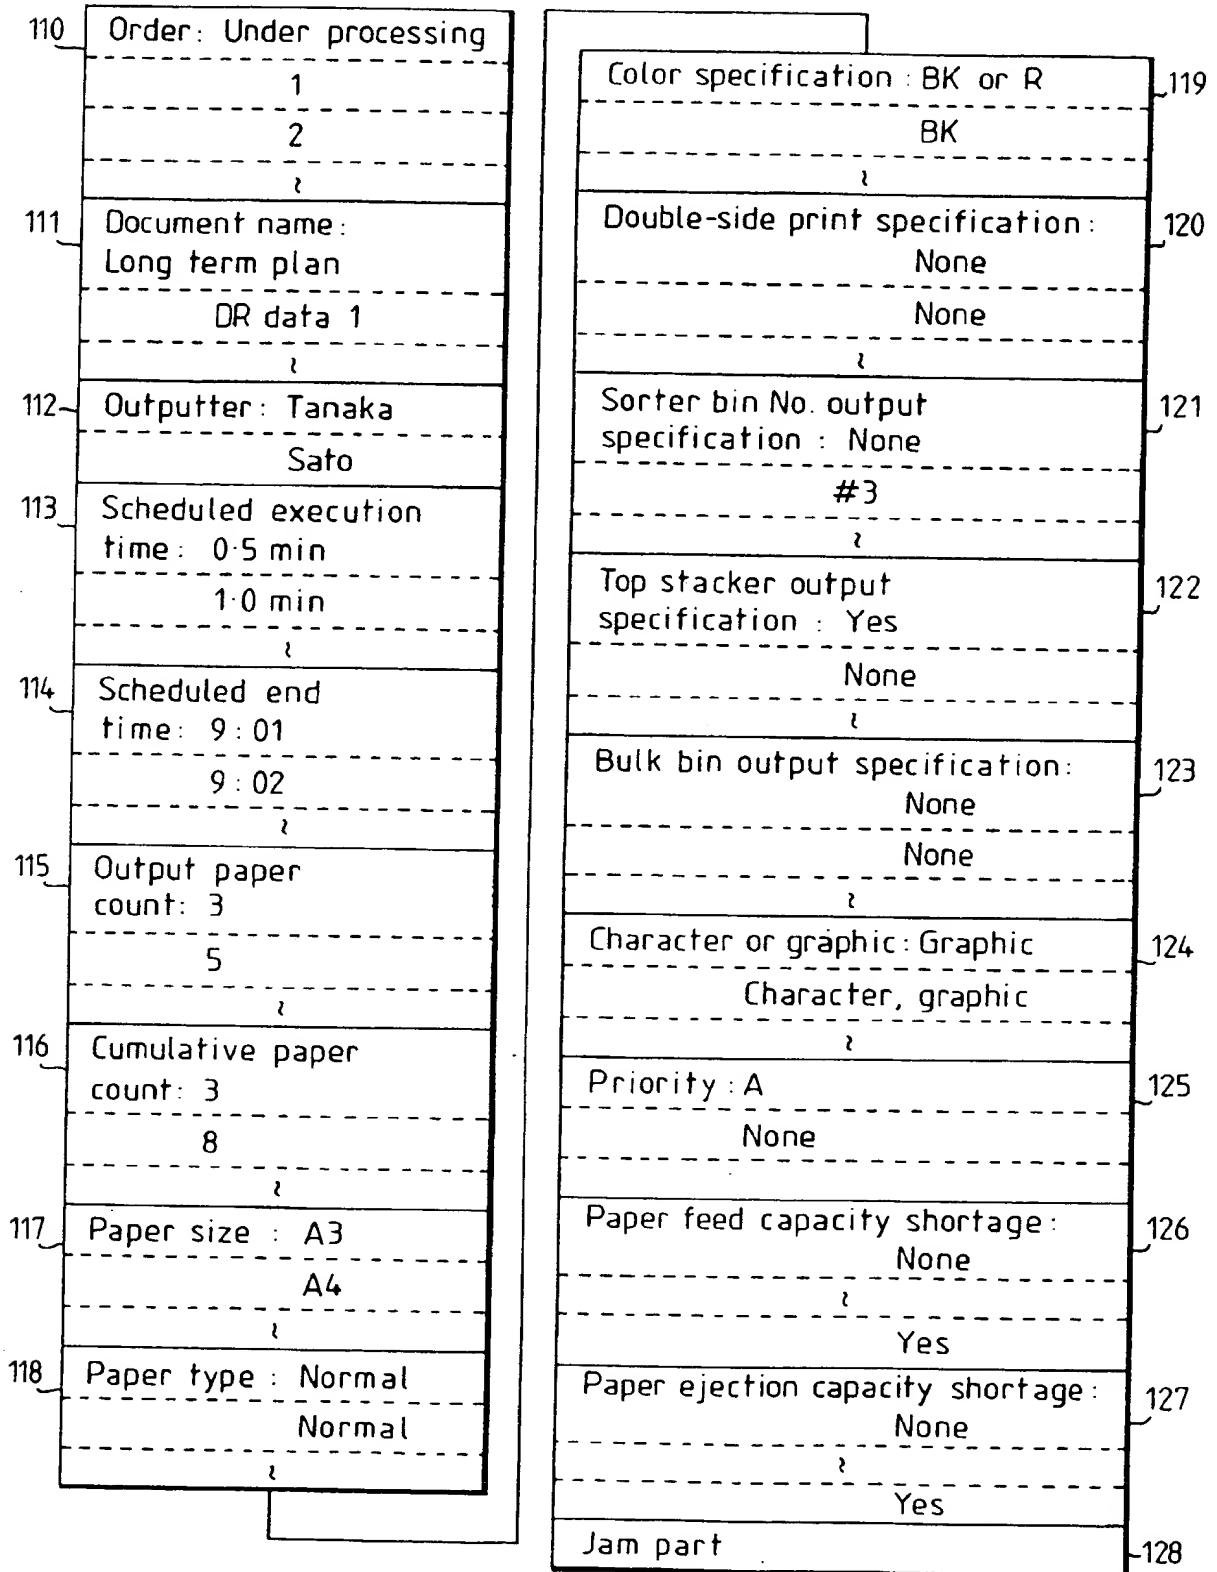 110
Order: Under processing
1
2
≀
111
Document name:
Long term plan
DR data 1
≀
112
Outputter: Tanaka
Sato
113
Scheduled execution
time: 0·5 min
1·0 min
≀
114
Scheduled end
time: 9:01
9:02
≀
115
Output paper
count: 3
5
≀
116
Cumulative paper
count: 3
8
≀
117
Paper size : A3
A4
≀
118
Paper type : Normal
Normal
≀
Color specification : BK or R
119
BK
≀
Double-side print specification:
120
None
None
≀
Sorter bin No. output
121
specification : None
#3
≀
Top stacker output
122
specification : Yes
None
≀
Bulk bin output specification:
123
None
None
≀
Character or graphic: Graphic
124
Character, graphic
≀
Priority : A
125
None
Paper feed capacity shortage:
126
None
≀
Yes
Paper ejection capacity shortage:
127
None
≀
Yes
Jam part
128